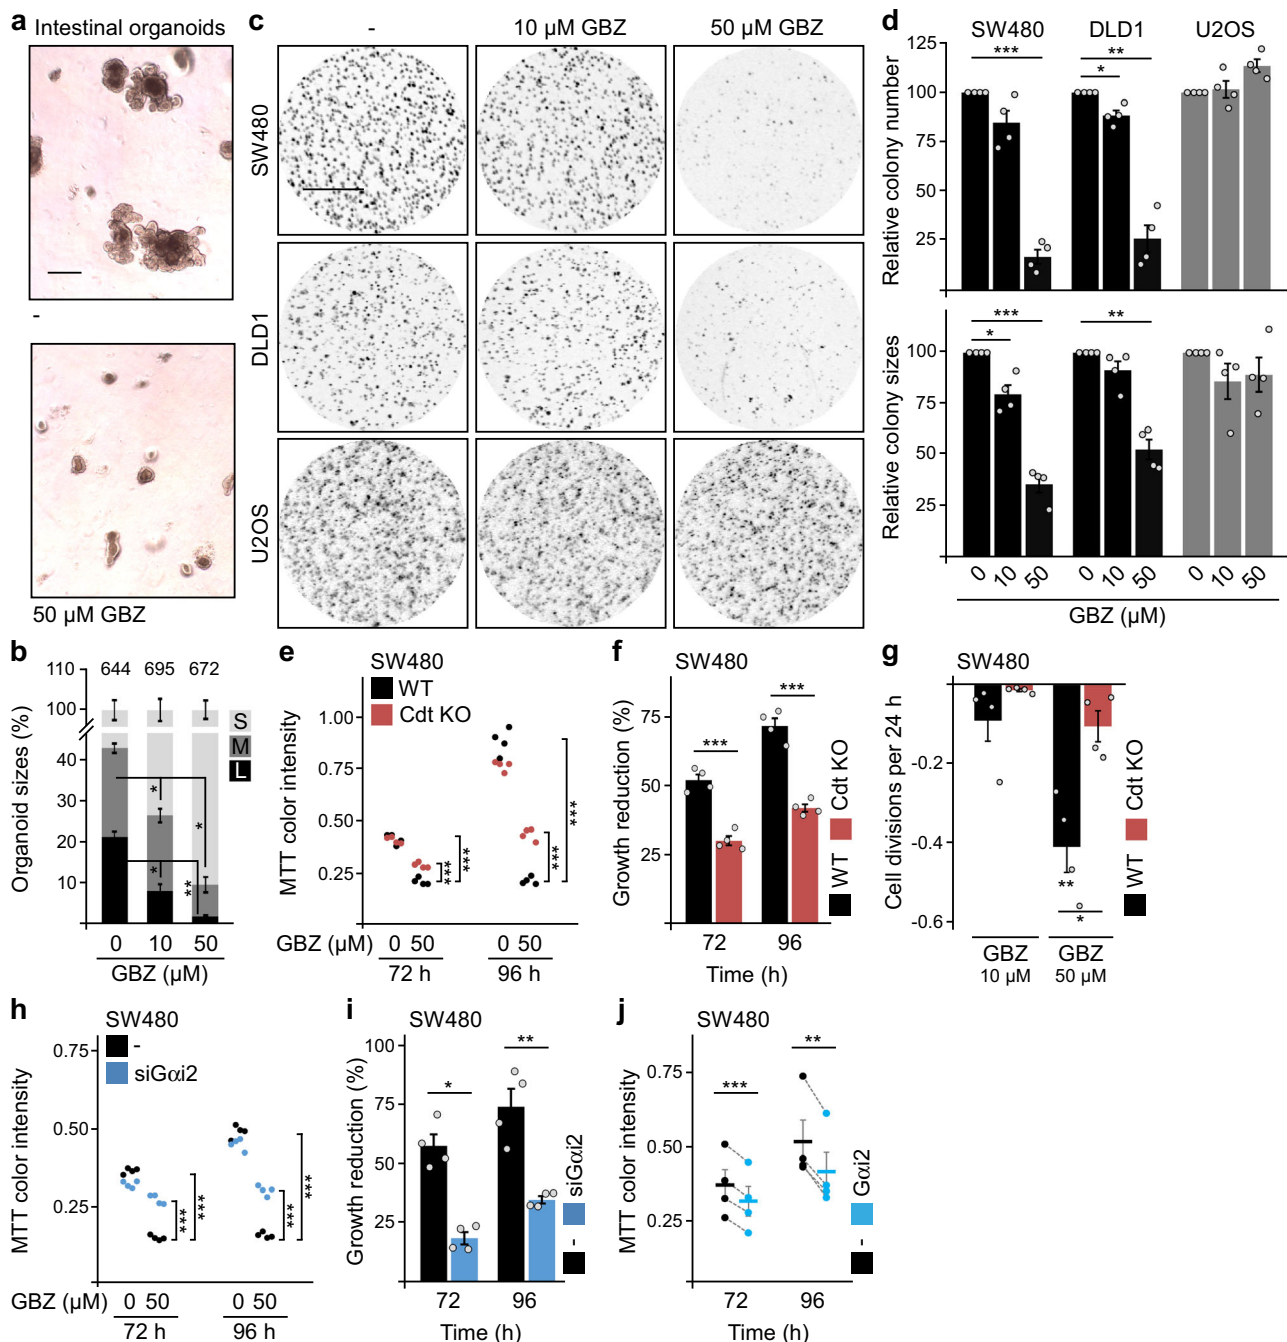 a
Intestinal organoids
-
50 µM GBZ
b
Organoid sizes (%)
110
100
40
30
20
10
644 695 672
S
M
L
*
*
*
**
0 10 50
GBZ (µM)
c
- 10 µM GBZ 50 µM GBZ
SW480
DLD1
U2OS
d
SW480 DLD1 U2OS
Relative colony number
125
100
75
50
25
*** ** *
Relative colony sizes
100
75
50
25
*** * **
0 10 50 0 10 50 0 10 50
GBZ (µM)
e
SW480
WT
Cdt KO
MTT color intensity
1.00
0.75
0.50
0.25
*** *** *** ***
GBZ (µM) 0 50 0 50
72 h 96 h
f
SW480
Growth reduction (%)
75
50
25
*** ***
72 96
Time (h)
WT Cdt KO
g
SW480
Cell divisions per 24 h
-0.2
-0.4
-0.6
**
*
GBZ GBZ
10 µM 50 µM
WT Cdt KO
h
SW480
-
siGαi2
MTT color intensity
0.75
0.50
0.25
*** *** *** ***
GBZ (µM) 0 50 0 50
72 h 96 h
i
SW480
Growth reduction (%)
100
75
50
25
* **
72 96
Time (h)
- siGαi2
j
SW480
MTT color intensity
0.75
0.50
0.25
*** **
72 96
Time (h)
- Gαi2